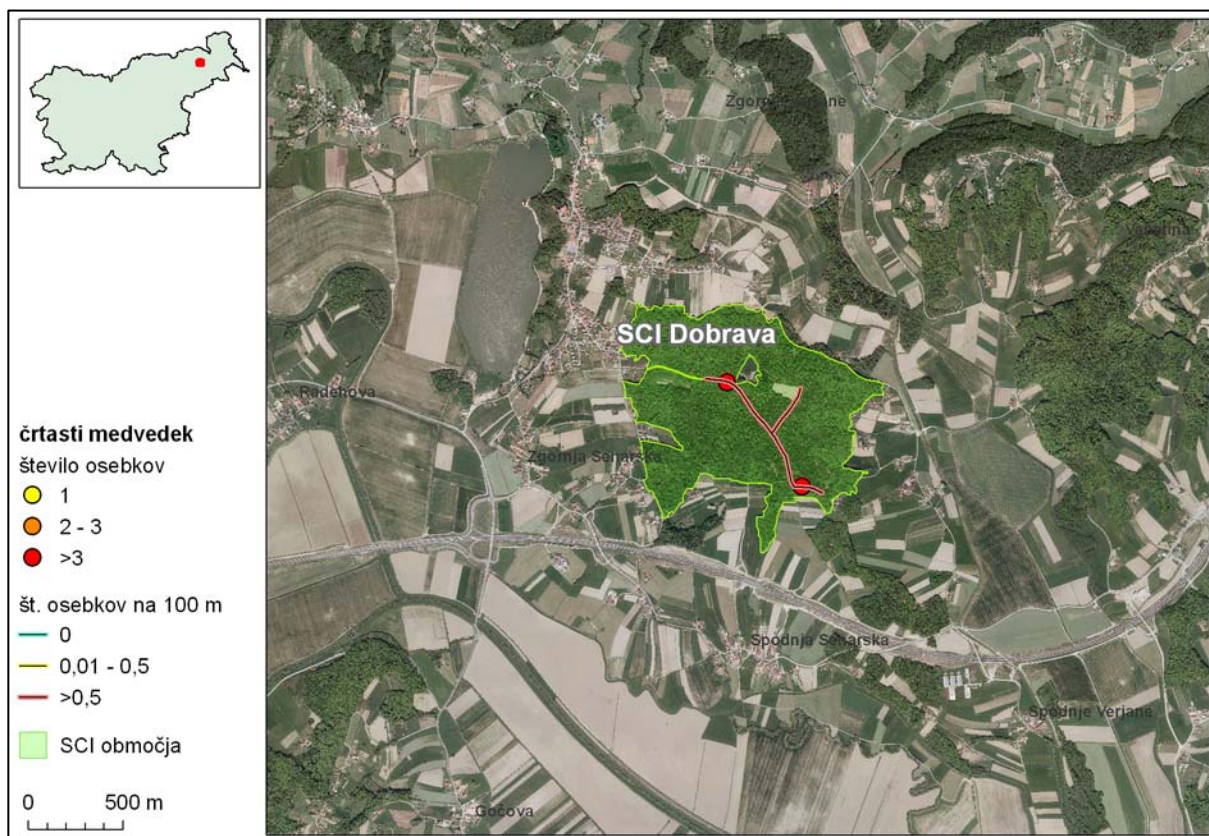 črtasti medvedek
število osebkov
1
2 - 3
>3
št. osebkov na 100 m
0
0,01 - 0,5
>0,5
SCI območja
0 500 m
SCI Dobrava
Radehova
Zgornja Senarska
Spodnja Senarska
Spodnje Verjane
Gočova